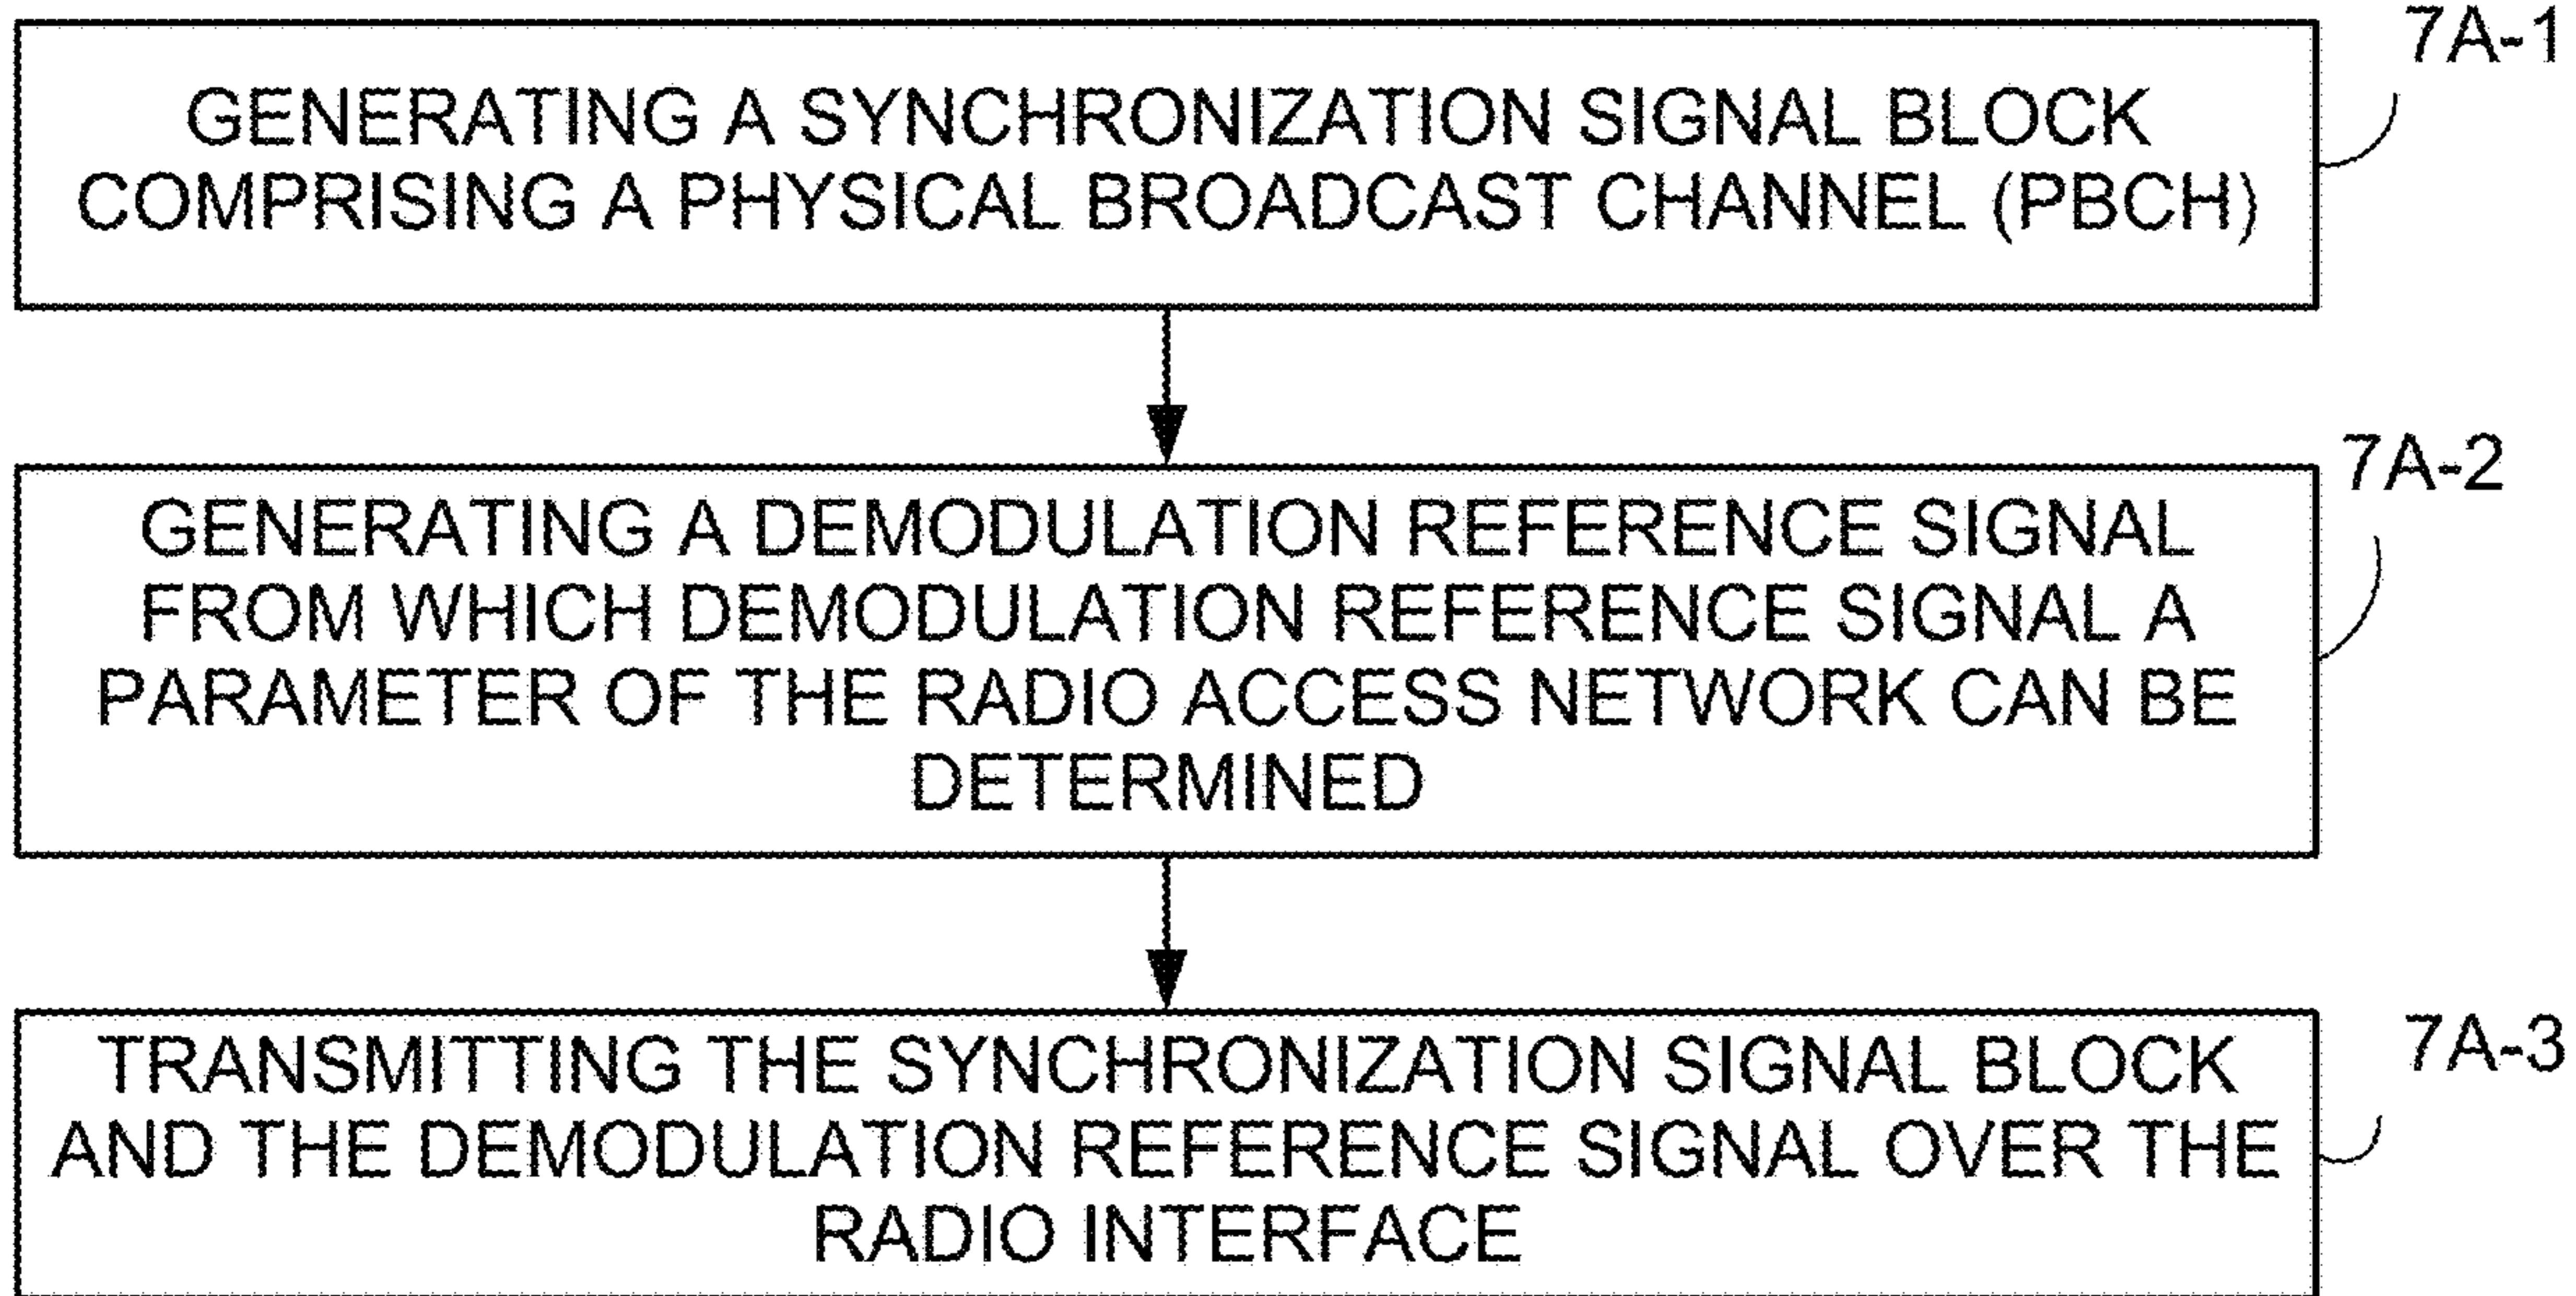 7A-1
GENERATING A SYNCHRONIZATION SIGNAL BLOCK
COMPRISING A PHYSICAL BROADCAST CHANNEL (PBCH)
7A-2
GENERATING A DEMODULATION REFERENCE SIGNAL
FROM WHICH DEMODULATION REFERENCE SIGNAL A
PARAMETER OF THE RADIO ACCESS NETWORK CAN BE
DETERMINED
7A-3
TRANSMITTING THE SYNCHRONIZATION SIGNAL BLOCK
AND THE DEMODULATION REFERENCE SIGNAL OVER THE
RADIO INTERFACE